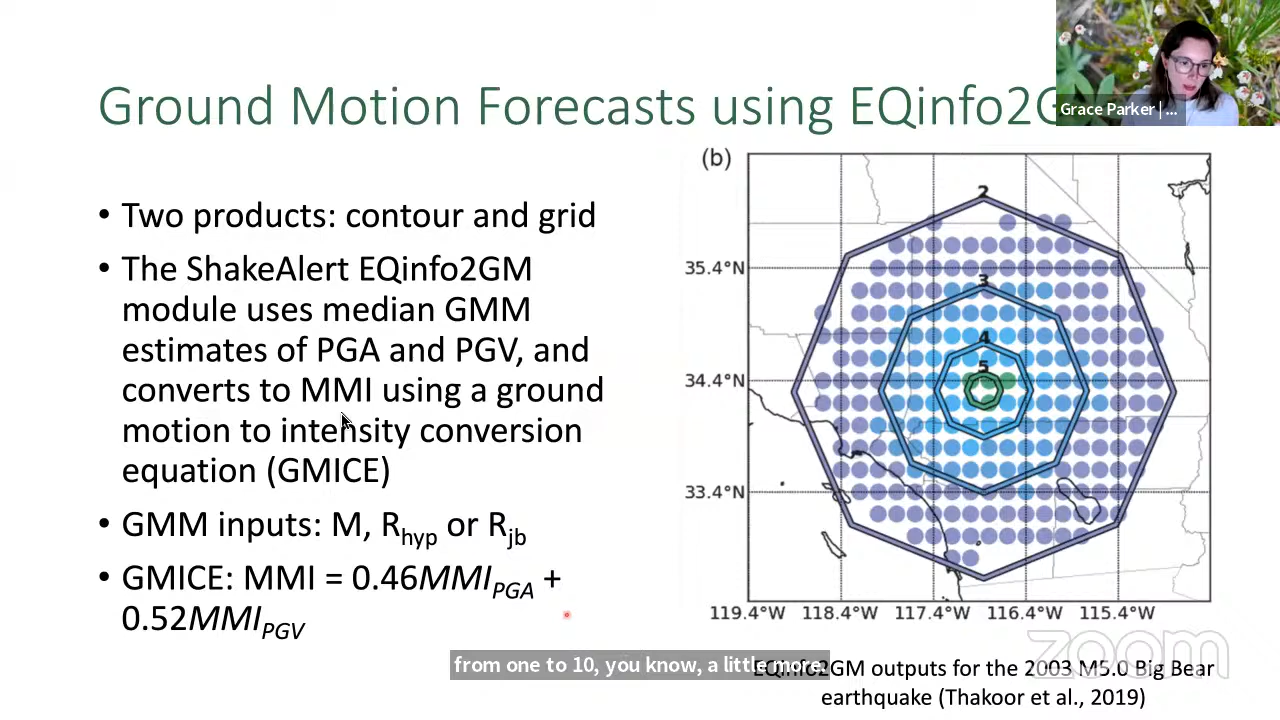 Ground Motion Forecasts using EQinfo2G
Grace Parker | ...
• Two products: contour and grid
• The ShakeAlert EQinfo2GM
module uses median GMM
estimates of PGA and PGV, and
converts to MMI using a ground
motion to intensity conversion
equation (GMICE)
• GMM inputs: M, Rhyp or Rjb
• GMICE: MMI = 0.46MMIPGA +
0.52MMIPGV
(b)
2
3
4
5
35.4°N
34.4°N
33.4°N
119.4°W 118.4°W 117.4°W 116.4°W 115.4°W
zoom
from one to 10, you know, a little more.
EQinfo2GM outputs for the 2003 M5.0 Big Bear
earthquake (Thakoor et al., 2019)